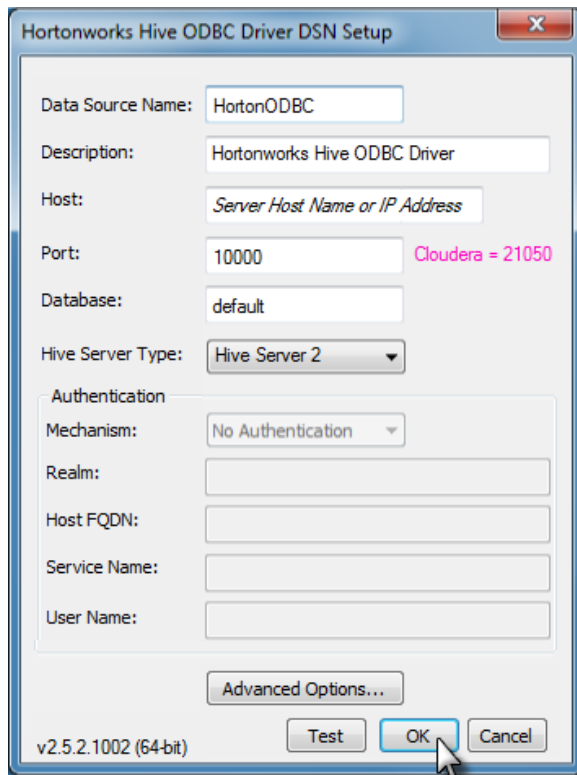 Hortonworks Hive ODBC Driver DSN Setup
Data Source Name: HortonODBC
Description: Hortonworks Hive ODBC Driver
Host: Server Host Name or IP Address
Port: 10000 Cloudera = 21050
Database: default
Hive Server Type: Hive Server 2
Authentication
Mechanism: No Authentication
Realm:
Host FQDN:
Service Name:
User Name:
Advanced Options...
v2.5.2.1002 (64-bit) Test OK Cancel